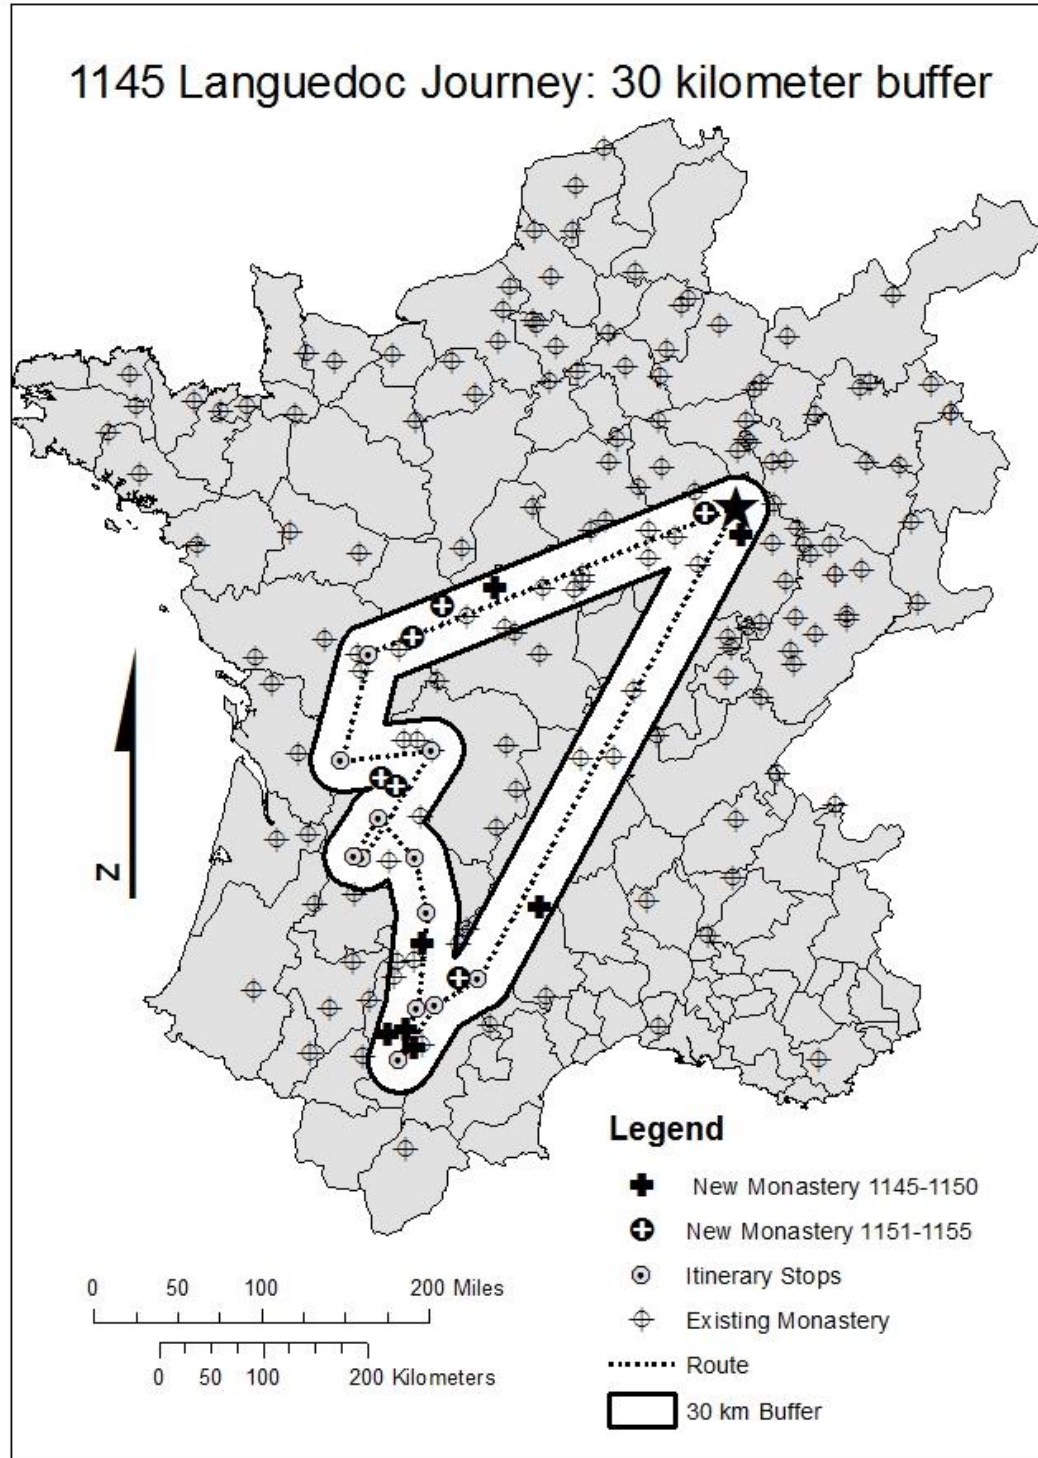 1145 Languedoc Journey: 30 kilometer buffer
N
Legend
New Monastery 1145-1150
New Monastery 1151-1155
Itinerary Stops
Existing Monastery
Route
30 km Buffer
0 50 100 200 Miles
0 50 100 200 Kilometers